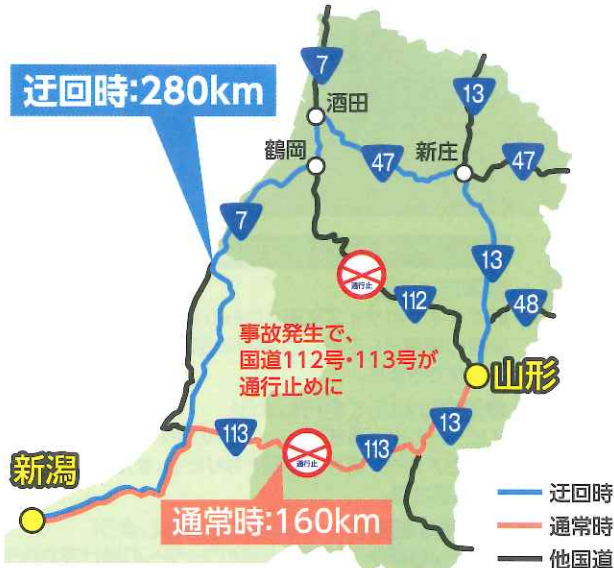 7
13
迂回時:280km
酒田
鶴岡
新庄
47
47
7
13
通行止
112
48
事故発生で、
国道112号・113号が
通行止めに
山形
13
113
113
通行止
新潟
通常時:160km
迂回時
通常時
他国道